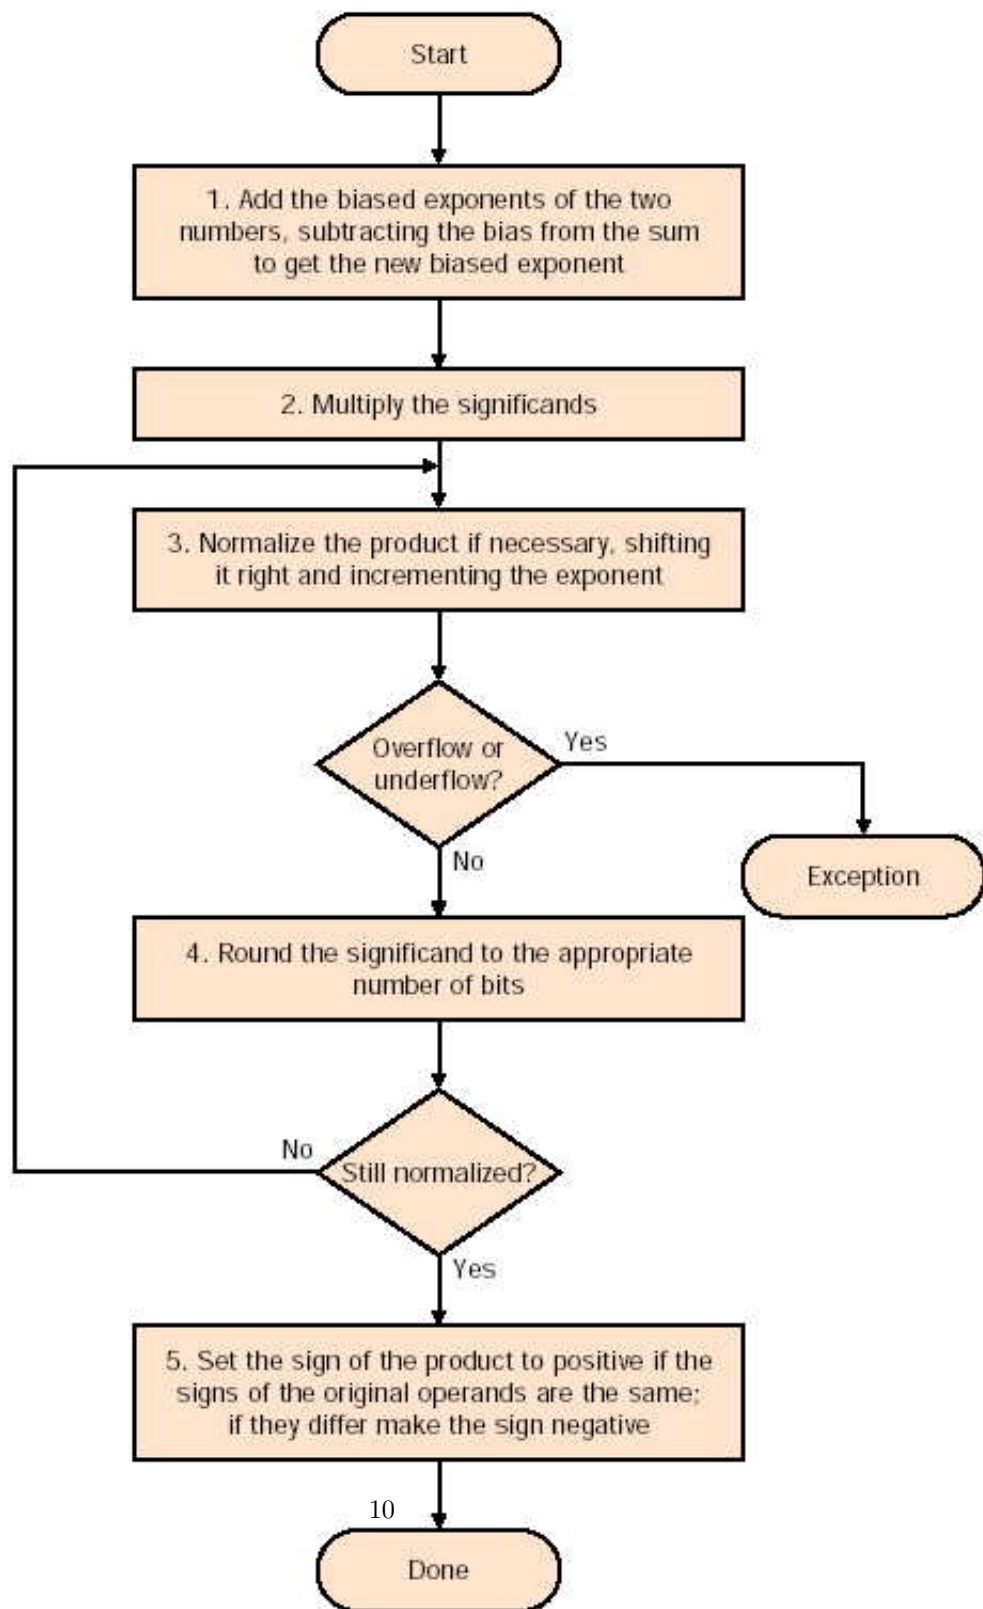 Start
1. Add the biased exponents of the two
numbers, subtracting the bias from the sum
to get the new biased exponent
2. Multiply the significands
3. Normalize the product if necessary, shifting
it right and incrementing the exponent
Overflow or
underflow?
Yes
No
Exception
4. Round the significand to the appropriate
number of bits
No
Still normalized?
Yes
5. Set the sign of the product to positive if the
signs of the original operands are the same;
if they differ make the sign negative
10
Done